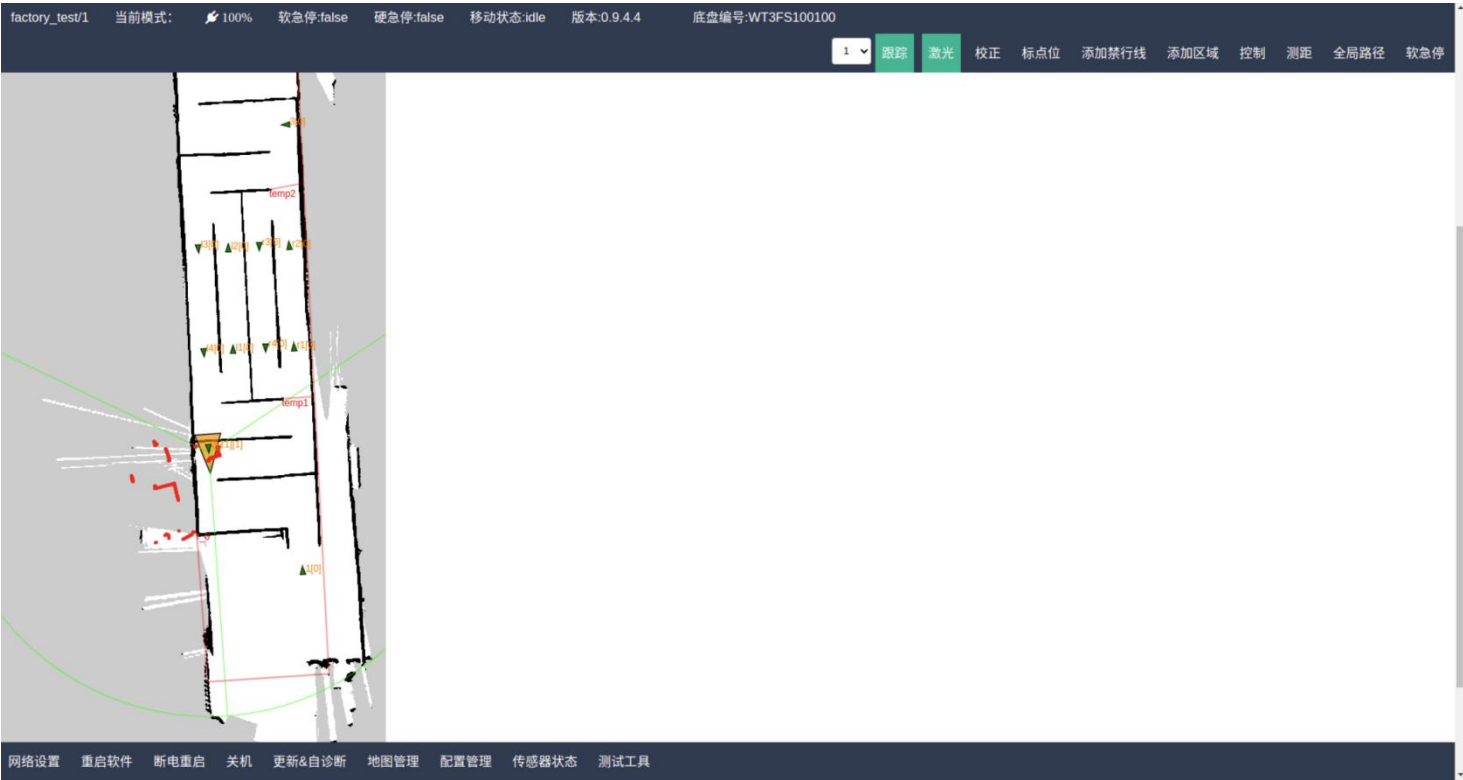 factory_test/1 当前模式: 100% 软急停:false 硬急停:false 移动状态:idle 版本:0.9.4.4 底盘编号:WT3FS100100
1 跟踪 激光 校正 标点位 添加禁行线 添加区域 控制 测距 全局路径 软急停
temp2
temp1
1[0]
网络设置 重启软件 断电重启 关机 更新&自诊断 地图管理 配置管理 传感器状态 测试工具